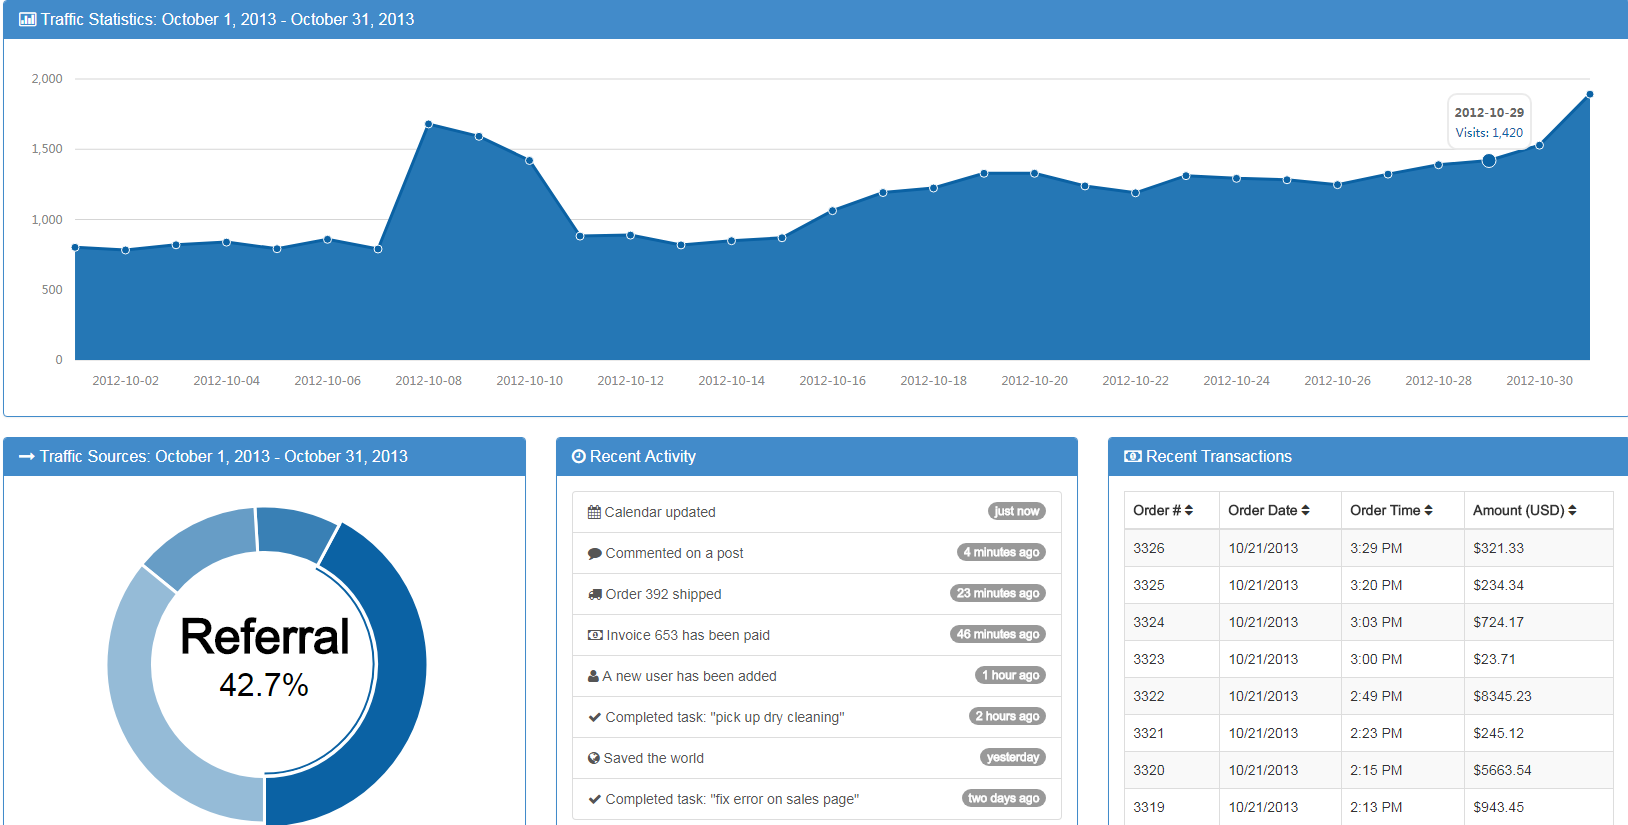 Traffic Statistics: October 1, 2013 - October 31, 2013
2,000
1,500
1,000
500
0
2012-10-29
Visits: 1,420
2012-10-02 2012-10-04 2012-10-06 2012-10-08 2012-10-10 2012-10-12 2012-10-14 2012-10-16 2012-10-18 2012-10-20 2012-10-22 2012-10-24 2012-10-26 2012-10-28 2012-10-30
Traffic Sources: October 1, 2013 - October 31, 2013
Referral
42.7%
Recent Activity
Calendar updated just now
Commented on a post 4 minutes ago
Order 392 shipped 23 minutes ago
Invoice 653 has been paid 46 minutes ago
A new user has been added 1 hour ago
Completed task: "pick up dry cleaning" 2 hours ago
Saved the world yesterday
Completed task: "fix error on sales page" two days ago
Recent Transactions
Order # Order Date Order Time Amount (USD)
3326 10/21/2013 3:29 PM $321.33
3325 10/21/2013 3:20 PM $234.34
3324 10/21/2013 3:03 PM $724.17
3323 10/21/2013 3:00 PM $23.71
3322 10/21/2013 2:49 PM $8345.23
3321 10/21/2013 2:23 PM $245.12
3320 10/21/2013 2:15 PM $5663.54
3319 10/21/2013 2:13 PM $943.45